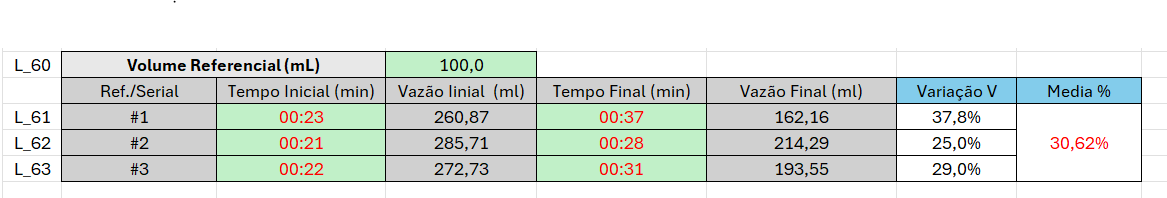 L_60 Volume Referencial (mL) 100,0
Ref./Serial Tempo Inicial (min) Vazão Iinial (ml) Tempo Final (min) Vazão Final (ml) Variação V Media %
L_61 #1 00:23 260,87 00:37 162,16 37,8%
L_62 #2 00:21 285,71 00:28 214,29 25,0% 30,62%
L_63 #3 00:22 272,73 00:31 193,55 29,0%